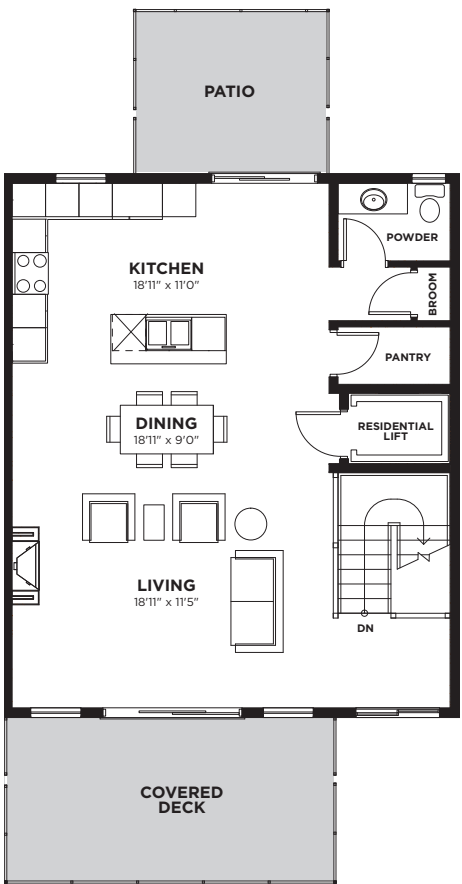 PATIO
POWDER
KITCHEN
18'11" x 11'0"
BROOM
PANTRY
DINING
18'11" x 9'0"
RESIDENTIAL
LIFT
LIVING
18'11" x 11'5"
DN
COVERED
DECK